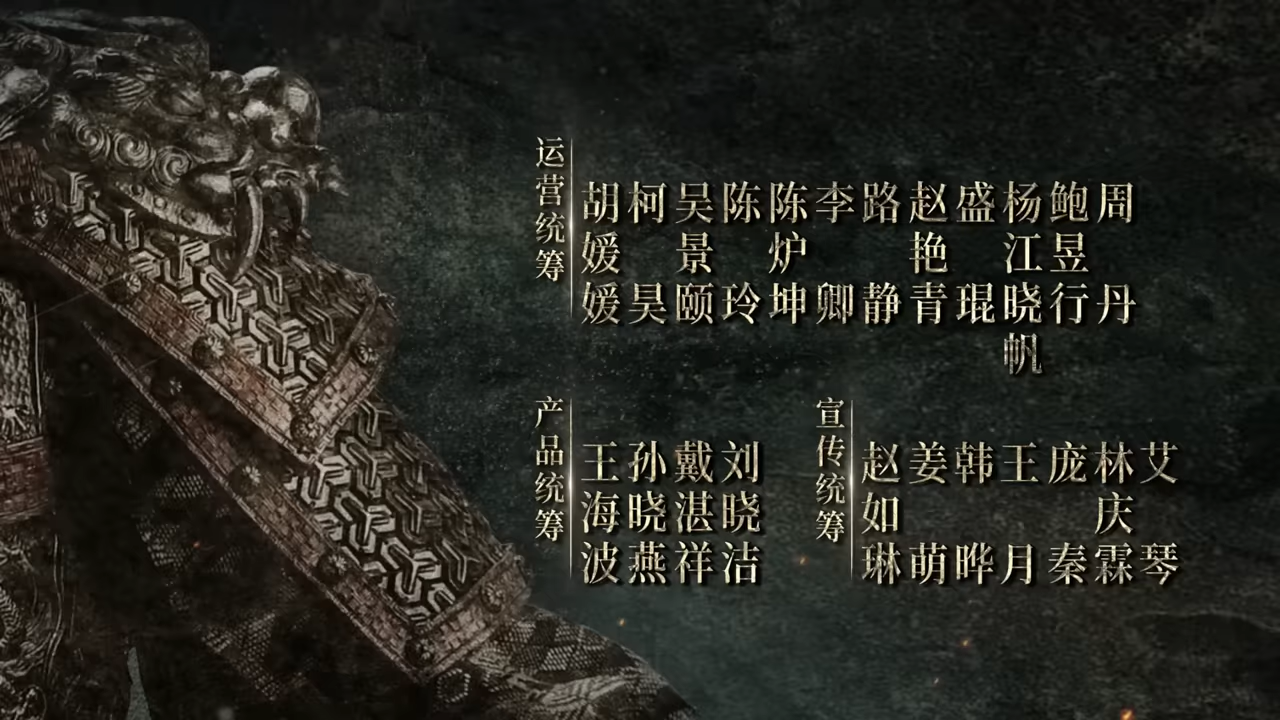 运营统筹
胡媛媛
柯昊
吴景颐
陈玲
陈炉坤
李卿
路静
赵艳青
盛琨
杨江晓帆
鲍昱行
周丹
产品统筹
王海波
孙晓燕
戴湛祥
刘晓洁
宣传统筹
赵如琳
姜萌
韩晔
王月
庞秦
林庆霖
艾琴